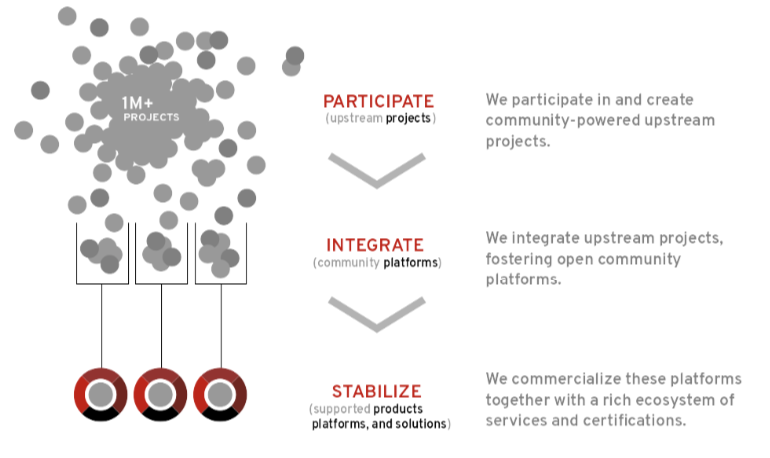 1M+
PROJECTS
PARTICIPATE
(upstream projects)
We participate in and create
community-powered upstream
projects.
INTEGRATE
(community platforms)
We integrate upstream projects,
fostering open community
platforms.
STABILIZE
(supported products
platforms, and solutions)
We commercialize these platforms
together with a rich ecosystem of
services and certifications.